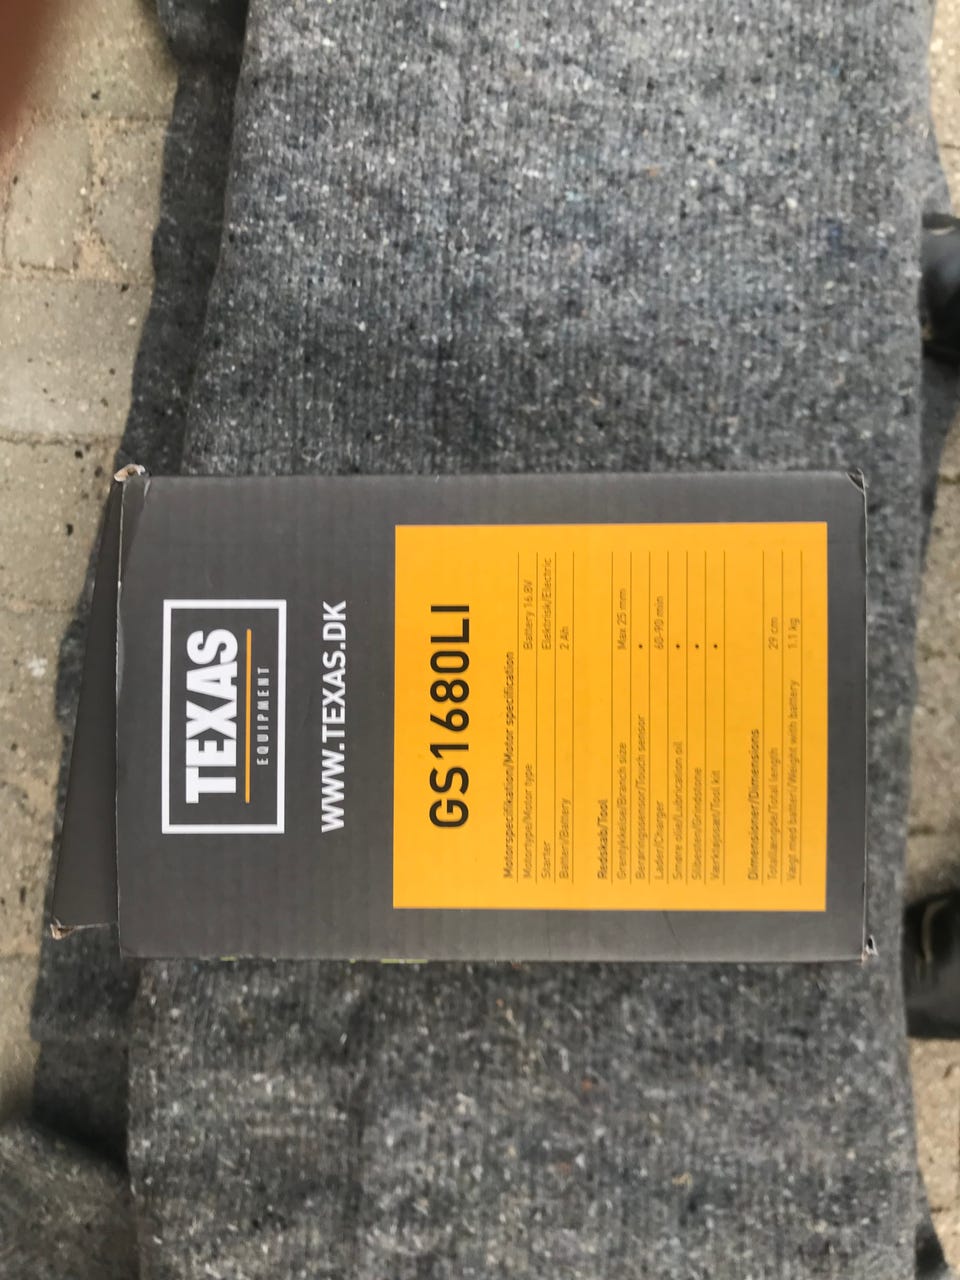 TEXAS
EQUIPMENT
WWW.TEXAS.DK
GS1680LI
Motorspecifikation/Motor specification
Motortype/Motor type Battery 16.8V
Starter Elektrisk/Electric
Batteri/Battery 2 Ah
Redskab/Tool
Grentykkelse/Branch size Max 25 mm
Berøringssensor/Touch sensor •
Lader/Charger 60-90 min
Smøre olie/Lubrication oil •
Slibesten/Grindstone •
Værktøjssæt/Tool kit •
Dimensioner/Dimensions
Totallængde/Total length 29 cm
Vægt med batteri/Weight with battery 1.1 kg